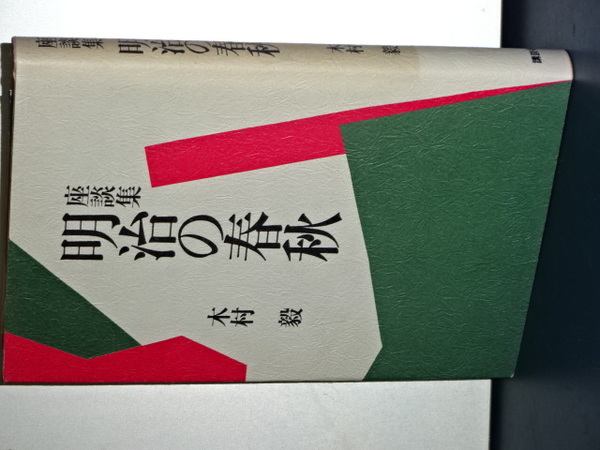 座談集
明治の春秋
木村 毅
座談集
明治の春秋
木村 毅